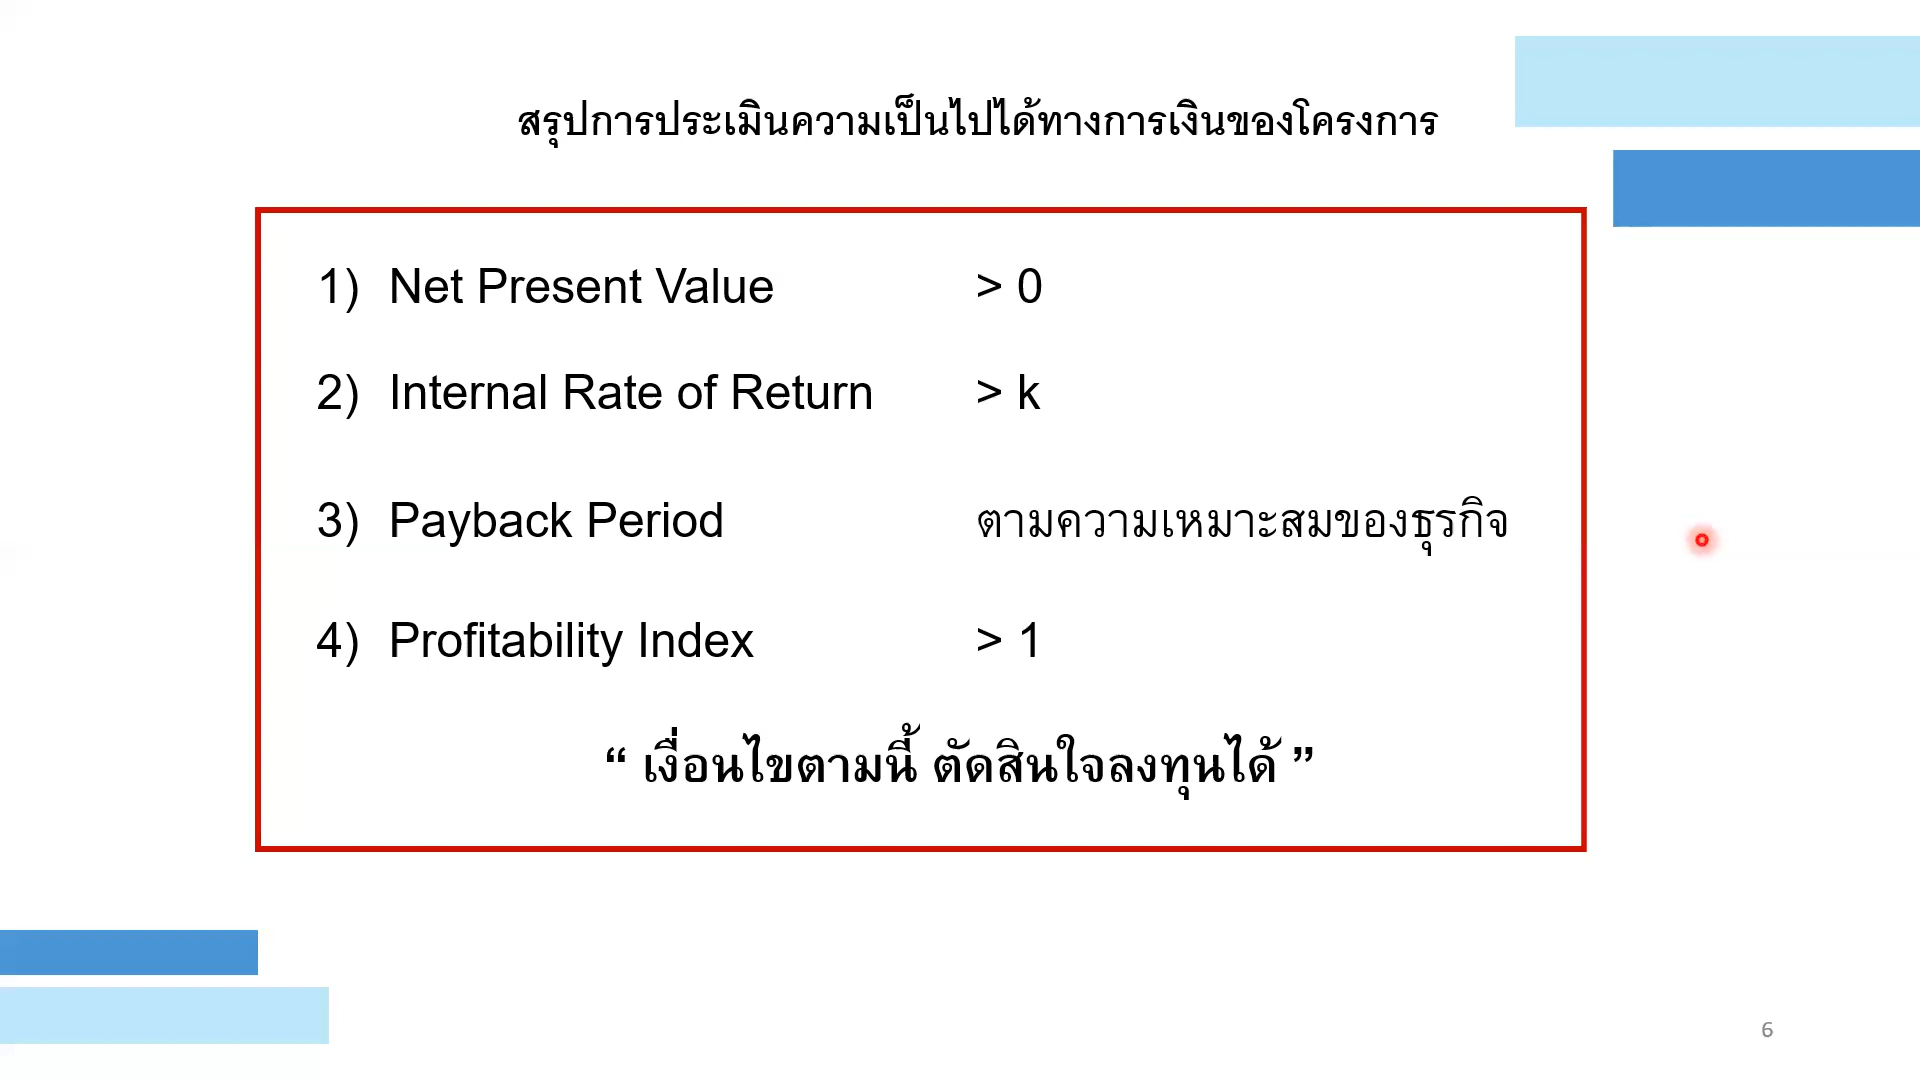 สรุปการประเมินความเป็นไปได้ทางการเงินของโครงการ
1) Net Present Value > 0
2) Internal Rate of Return > k
3) Payback Period ตามความเหมาะสมของธุรกิจ
4) Profitability Index > 1
“ เงื่อนไขตามนี้ ตัดสินใจลงทุนได้ ”
6